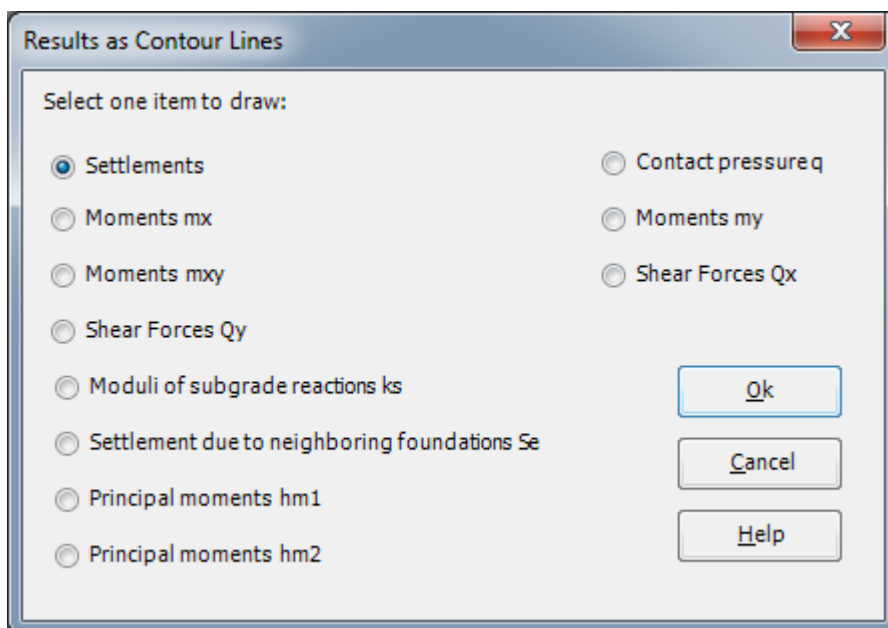 Results as Contour Lines
Select one item to draw:
Settlements
Contact pressure q
Moments mx
Moments my
Moments mxy
Shear Forces Qx
Shear Forces Qy
Moduli of subgrade reactions ks
Ok
Settlement due to neighboring foundations Se
Cancel
Principal moments hm1
Help
Principal moments hm2